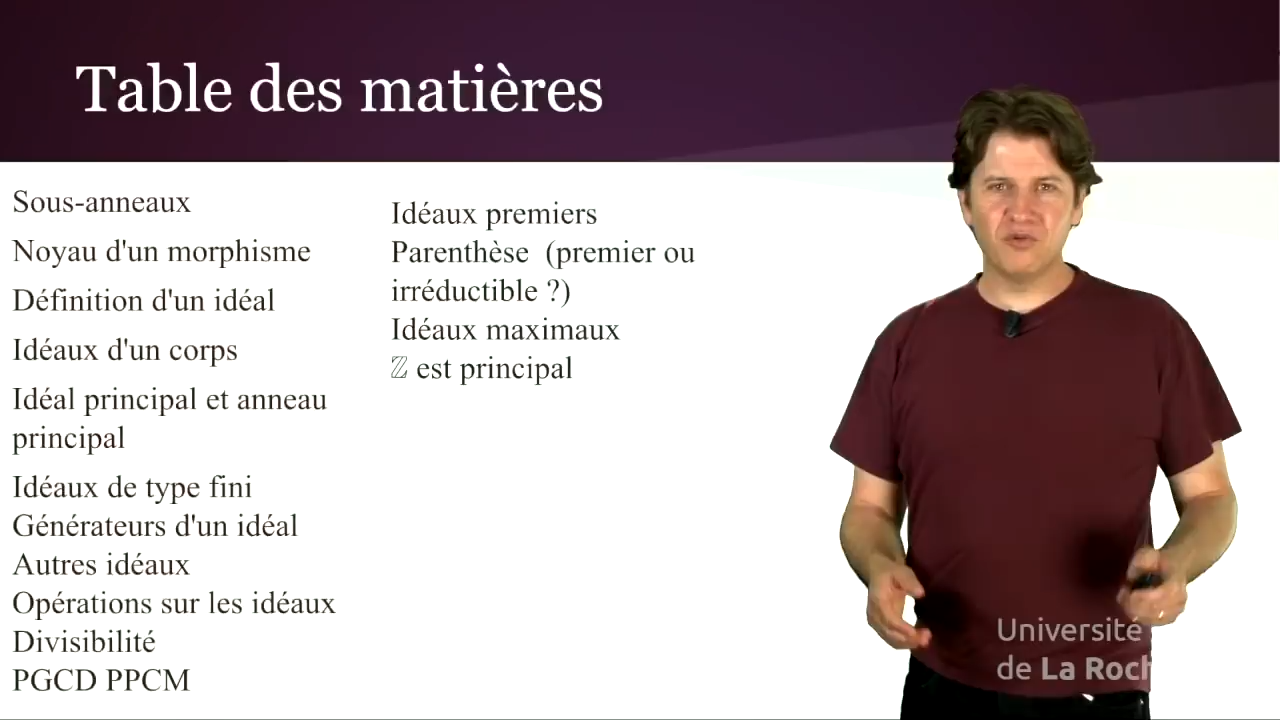 Table des matières
Sous-anneaux
Noyau d'un morphisme
Définition d'un idéal
Idéaux d'un corps
Idéal principal et anneau
principal
Idéaux de type fini
Générateurs d'un idéal
Autres idéaux
Opérations sur les idéaux
Divisibilité
PGCD PPCM
Idéaux premiers
Parenthèse (premier ou
irréductible ?)
Idéaux maximaux
ℤ est principal
Université
de La Roch